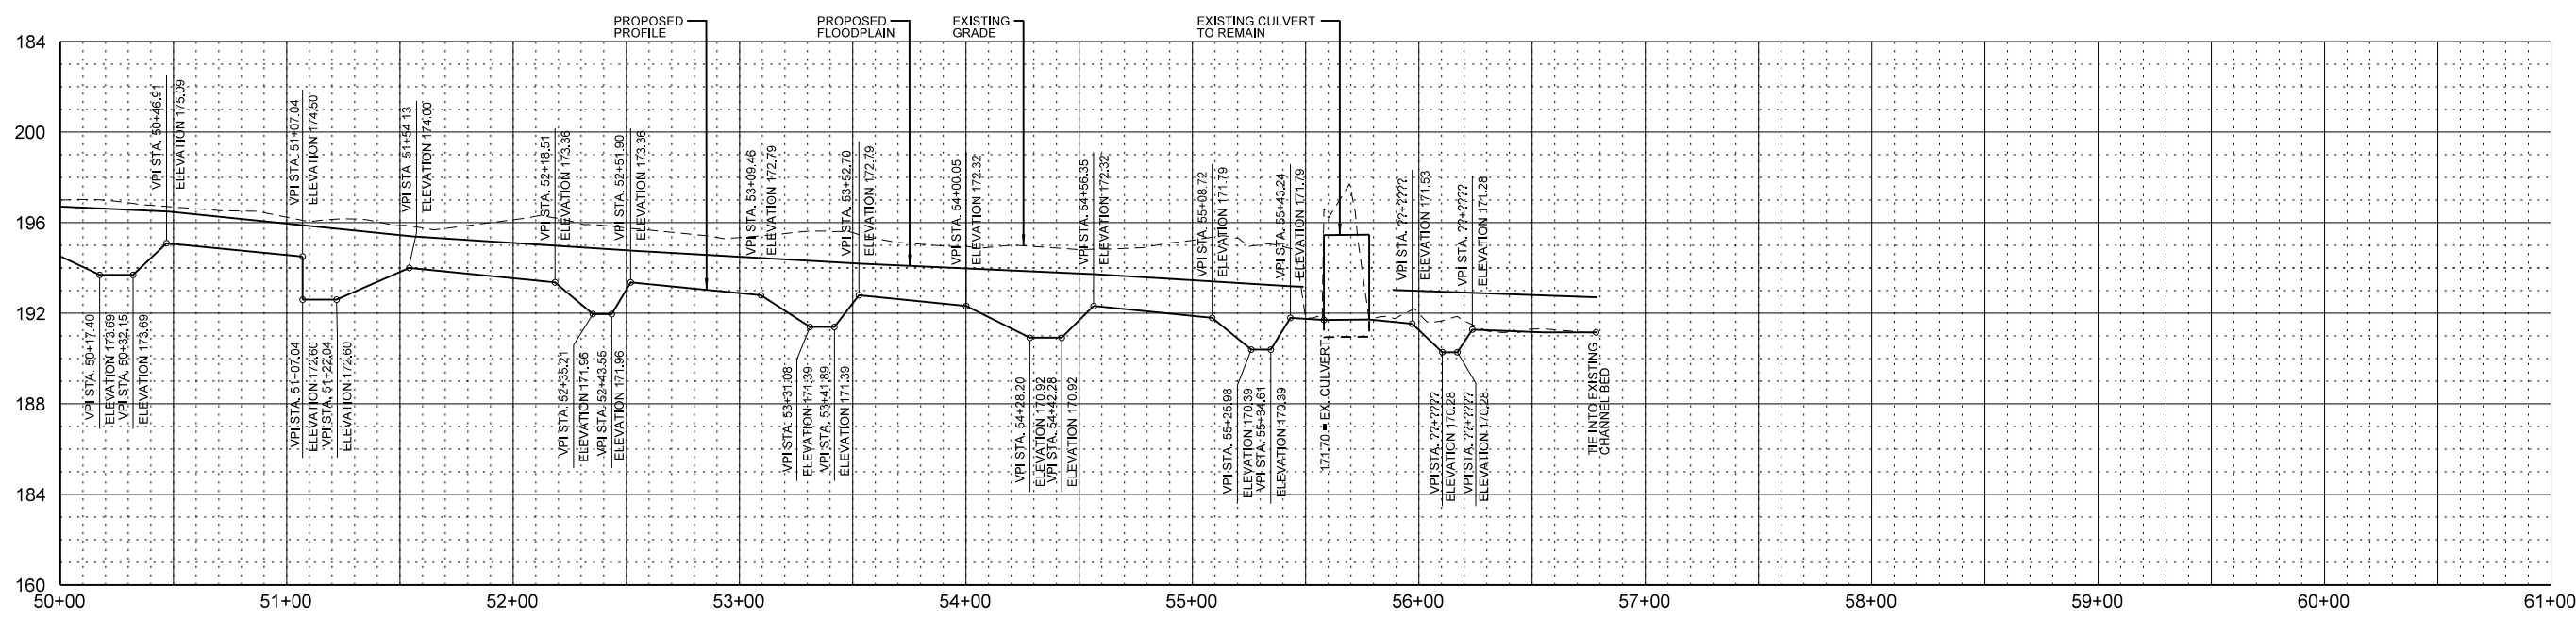 PROPOSED
PROFILE
PROPOSED
FLOODPLAIN
EXISTING
GRADE
EXISTING CULVERT
TO REMAIN
184
200
196
192
188
184
160
VPI STA. 50+46.91
ELEVATION 175.09
VPI STA. 51+07.04
ELEVATION 174.50
VPI STA. 51+54.13
ELEVATION 174.00
VPI STA. 52+18.51
ELEVATION 173.36
VPI STA. 52+51.90
ELEVATION 173.36
VPI STA. 53+09.46
ELEVATION 172.79
VPI STA. 53+52.70
ELEVATION 172.79
VPI STA. 54+00.05
ELEVATION 172.32
VPI STA. 54+56.35
ELEVATION 172.32
VPI STA. 55+08.72
ELEVATION 171.79
VPI STA. 55+43.24
ELEVATION 171.79
VPI STA. ??+????
ELEVATION 171.53
VPI STA. ??+????
ELEVATION 171.28
VPI STA. 50+17.40
ELEVATION 173.69
VPI STA. 50+32.15
ELEVATION 173.69
VPI STA. 51+07.04
ELEVATION 172.60
VPI STA. 51+22.04
ELEVATION 172.60
VPI STA. 52+35.21
ELEVATION 171.96
VPI STA. 52+43.55
ELEVATION 171.96
VPI STA. 53+31.08
ELEVATION 171.39
VPI STA. 53+41.89
ELEVATION 171.39
VPI STA. 54+28.20
ELEVATION 170.92
VPI STA. 54+42.28
ELEVATION 170.92
VPI STA. 55+25.98
ELEVATION 170.39
VPI STA. 55+34.61
ELEVATION 170.39
171.70 = EX. CULVERT
VPI STA. ??+????
ELEVATION 170.28
VPI STA. ??+????
ELEVATION 170.28
TIE INTO EXISTING
CHANNEL BED
50+00
51+00
52+00
53+00
54+00
55+00
56+00
57+00
58+00
59+00
60+00
61+00